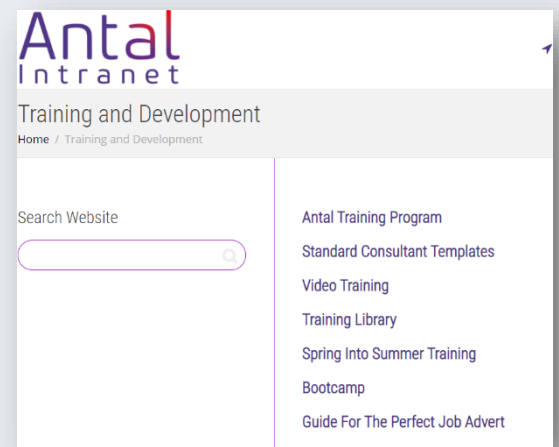 Antal
Intranet
Training and Development
Home / Training and Development
Search Website
Antal Training Program
Standard Consultant Templates
Video Training
Training Library
Spring Into Summer Training
Bootcamp
Guide For The Perfect Job Advert